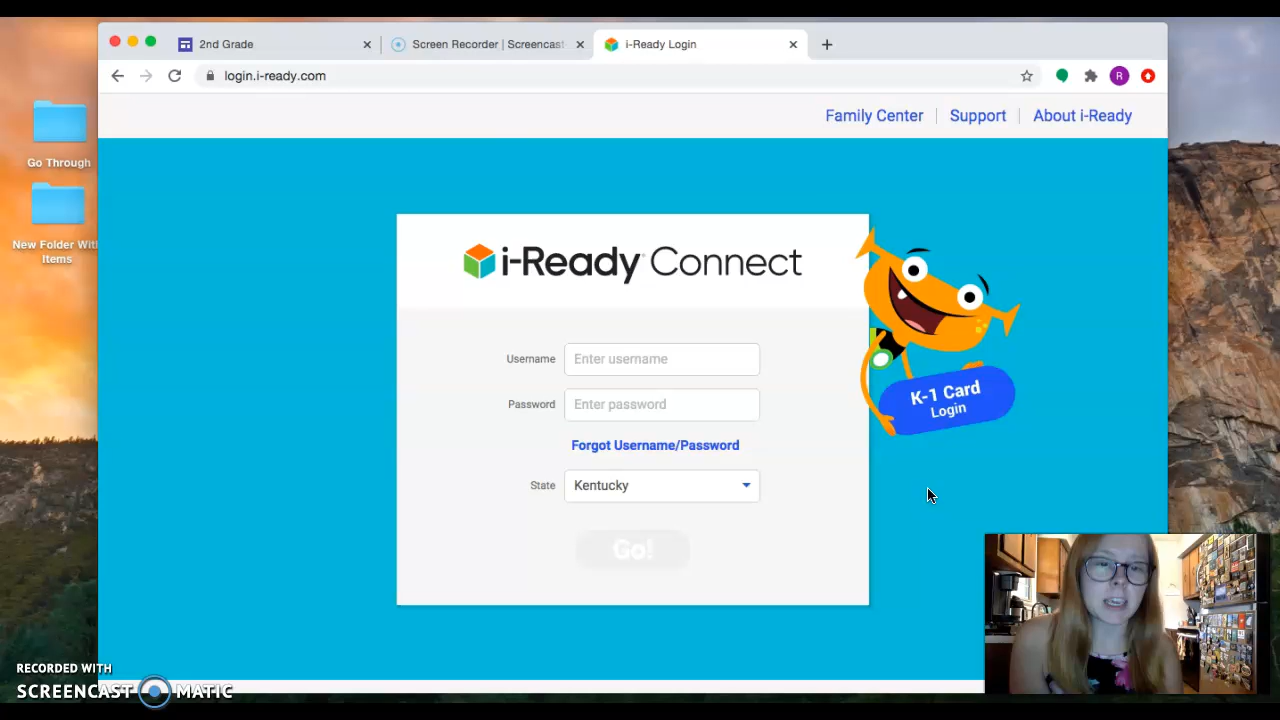 2nd Grade
Screen Recorder | Screencast
i-Ready Login
login.i-ready.com
R
Family Center
Support
About i-Ready
Go Through
New Folder With
Items
i-Ready Connect
Username
Enter username
Password
Enter password
Forgot Username/Password
State
Kentucky
Go!
K-1 Card
Login
RECORDED WITH
SCREENCAST MATIC